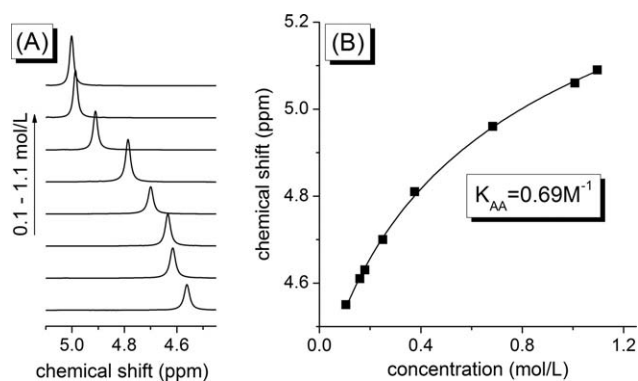 (A)
0.1 - 1.1 mol/L
5.0 4.8 4.6
chemical shift (ppm)
(B)
5.2
5.0
4.8
4.6
chemical shift (ppm)
K_AA=0.69M⁻¹
0.0 0.4 0.8 1.2
concentration (mol/L)